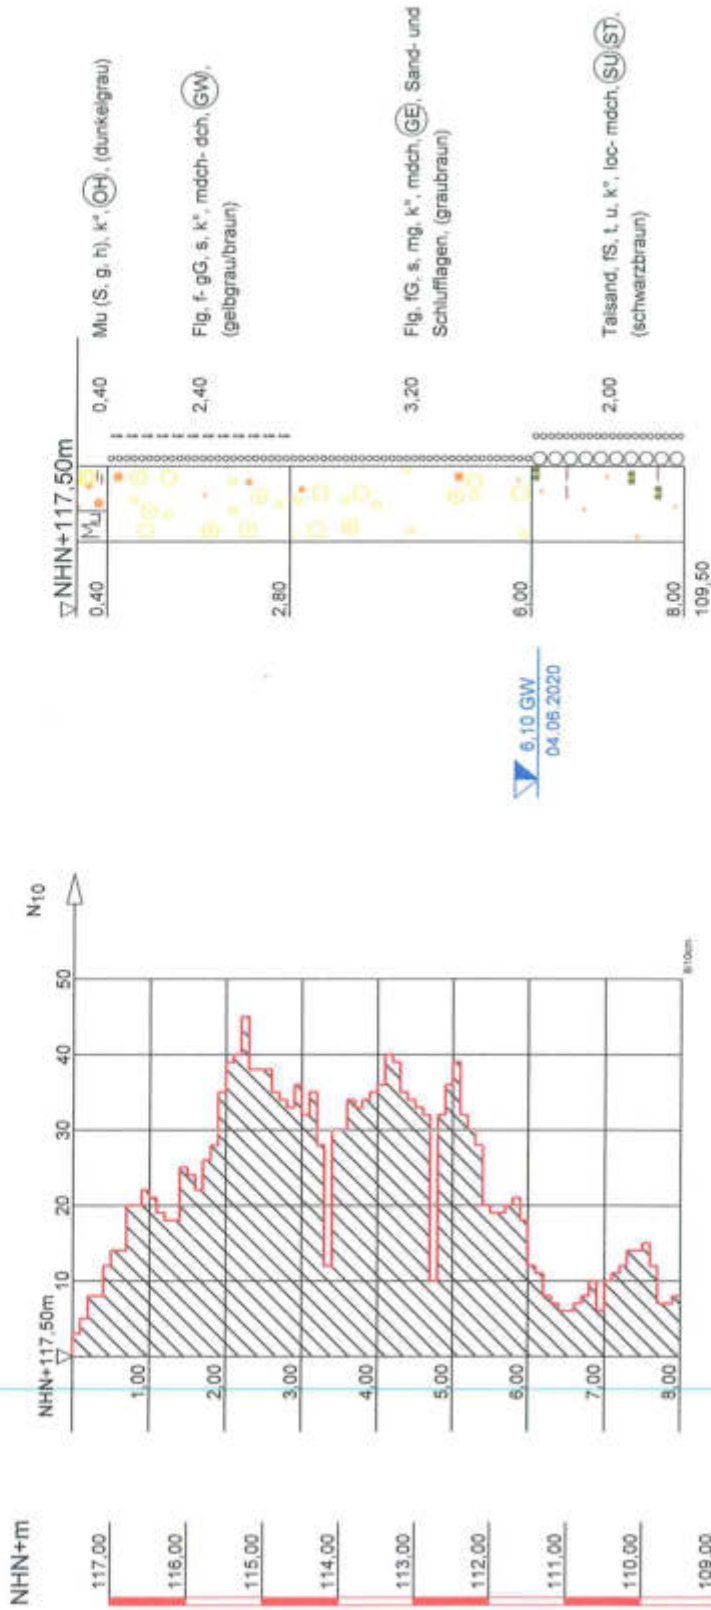 NHN+m
117,00
116,00
115,00
114,00
113,00
112,00
111,00
110,00
109,00
NHN+117,50m
10
20
30
40
50
N10
1,00
2,00
3,00
4,00
5,00
6,00
7,00
8,00
8/10cm
6,10 GW
04.06.2020
NHN+117,50m
0,40
Mu
0,40
Mu (S, g, h), k°, OH, (dunkelgrau)
2,80
2,40
Flg, f- gG, s, k°, mdch- dch, GW,
(gelbgrau/braun)
6,00
3,20
Flg, fG, s, mg, k°, mdch, GE, Sand- und
Schlufflagen, (graubraun)
8,00
109,50
2,00
Talsand, fS, t, u, k°, loc- mdch, SU, ST,
(schwarzbraun)